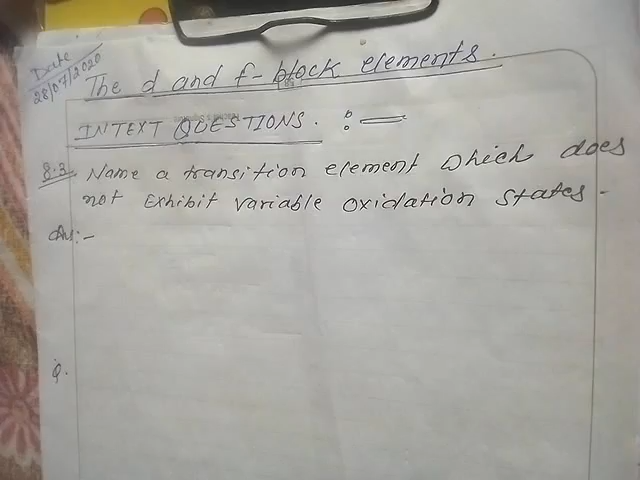 Date
28/07/2020
The d and f-block elements.
INTEXT QUESTIONS. :—
8.3. Name a transition element which does
not exhibit variable oxidation states-
Ans:-
Q.